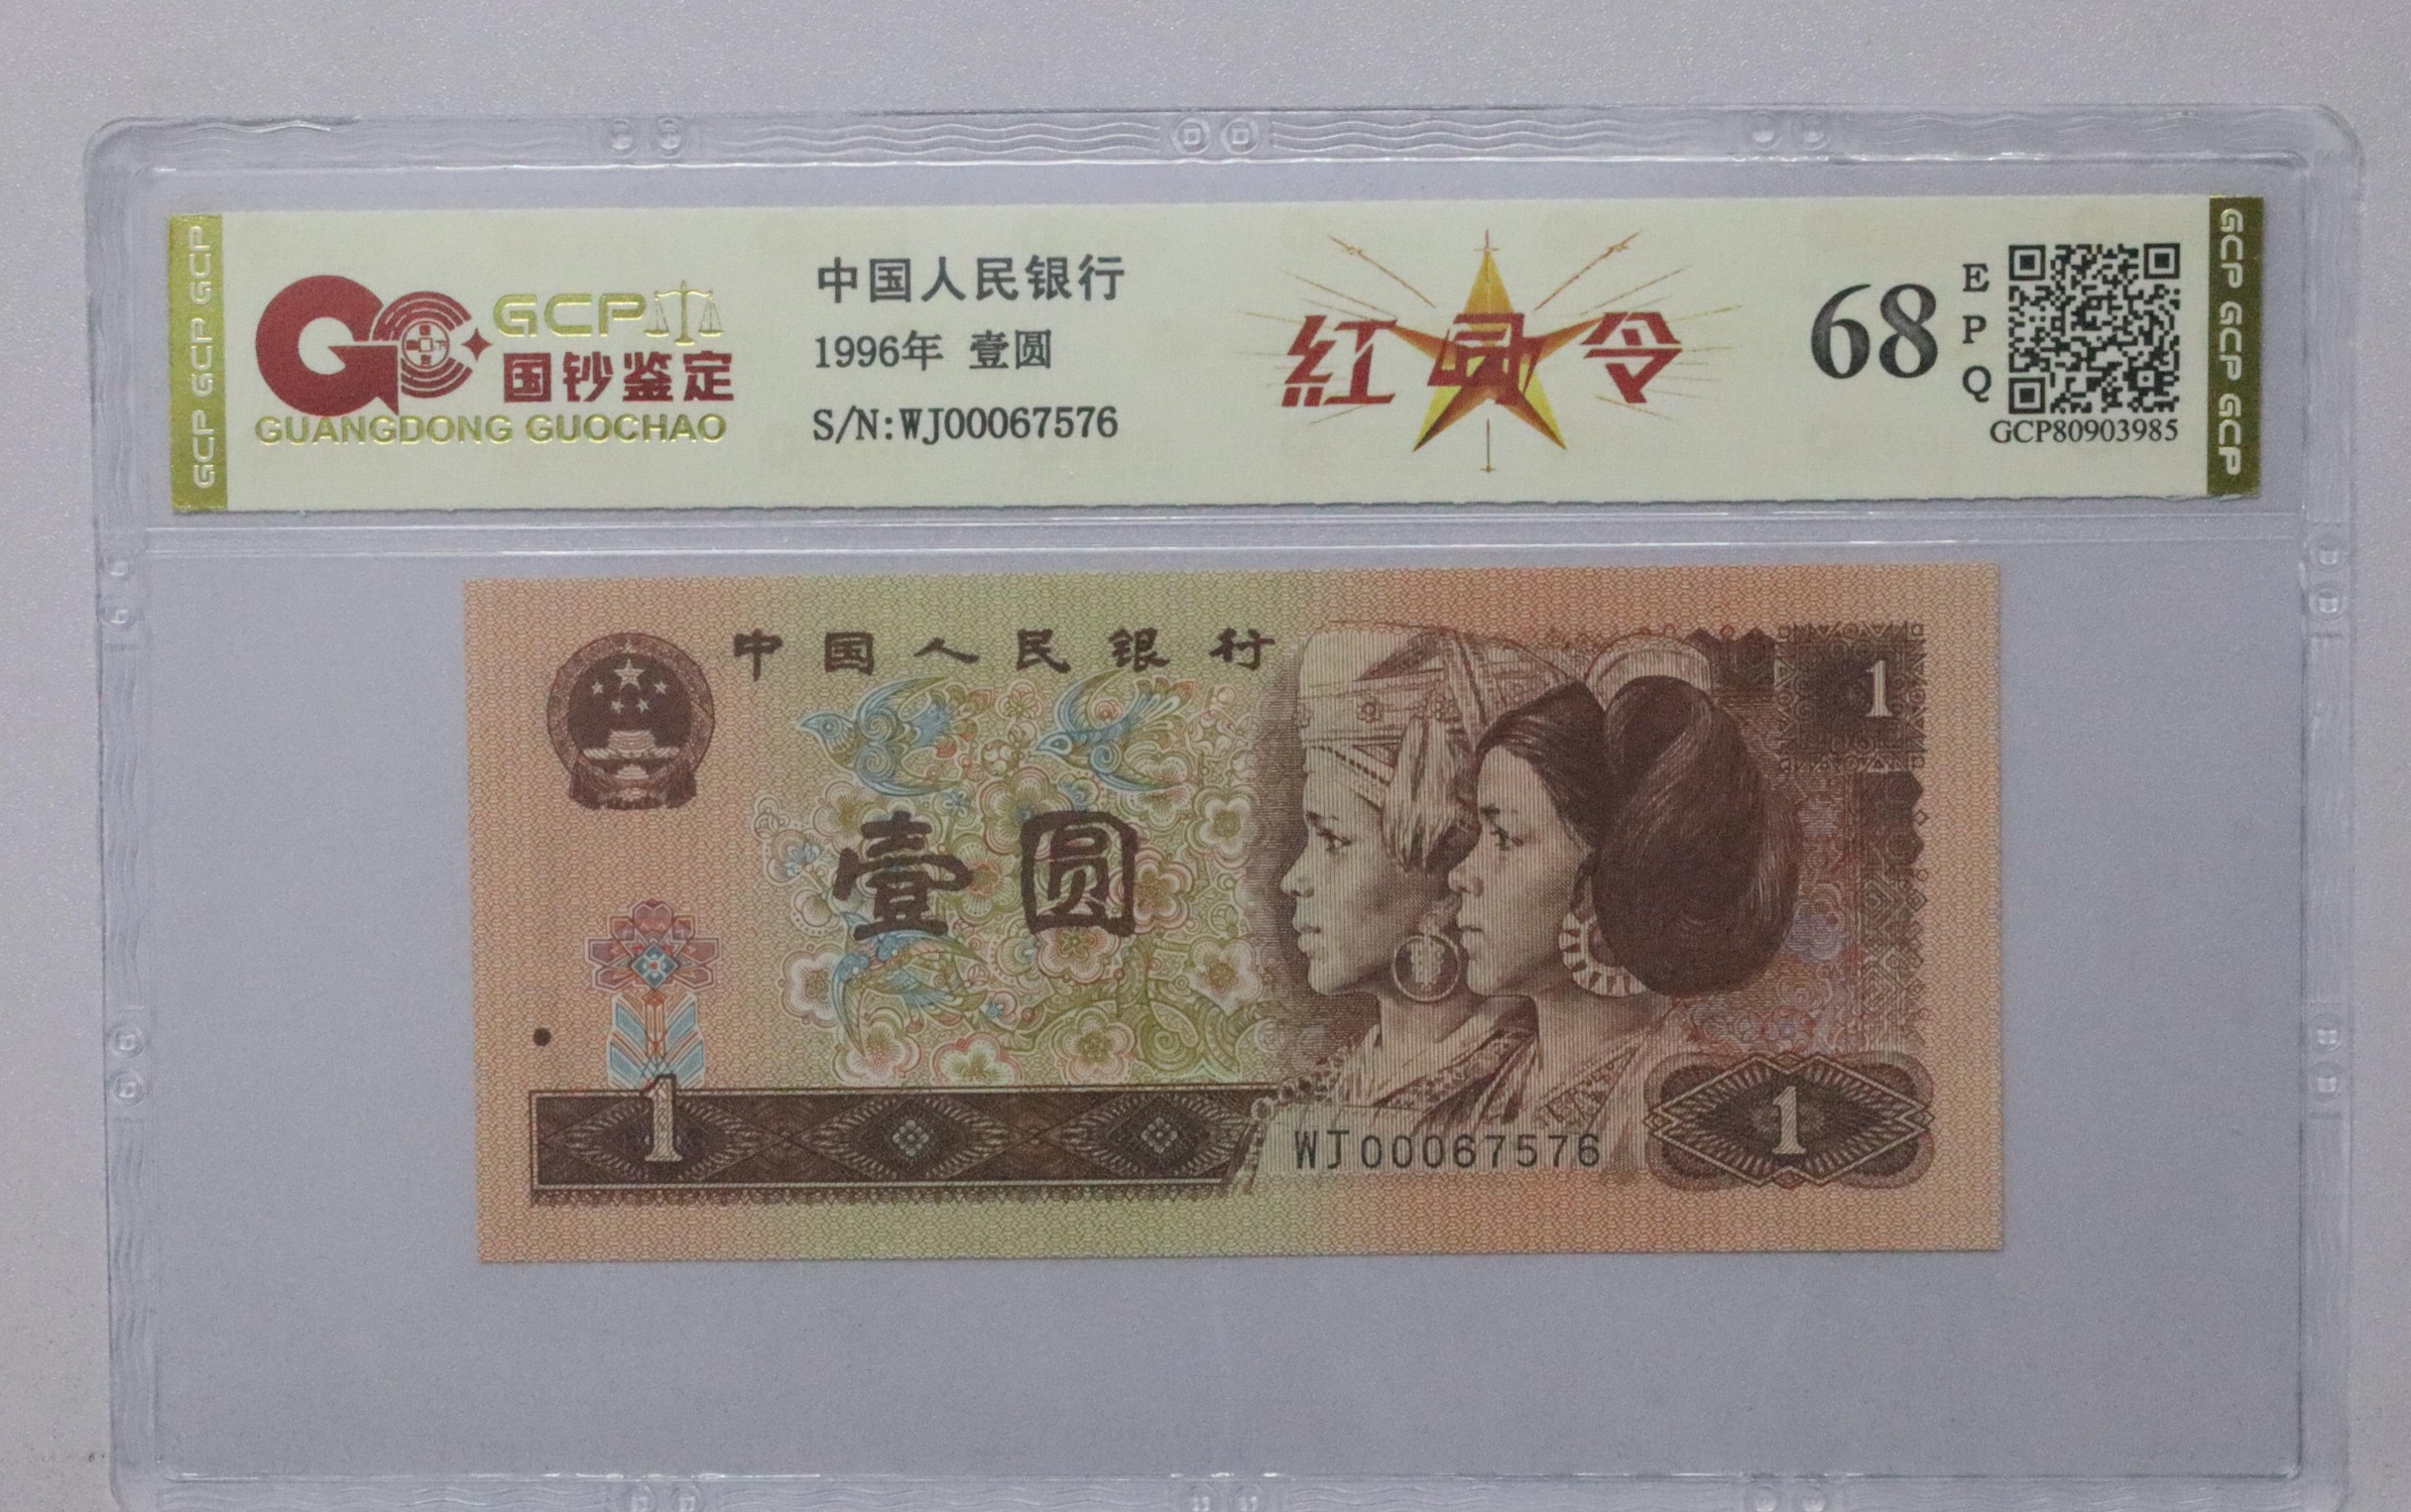 GCP GCP GCP
GCP
国钞鉴定
GUANGDONG GUOCHAO
中国人民银行
1996年 壹圆
S/N:WJ00067576
紅 令
68
E
P
Q
GCP80903985
GCP GCP GCP
中国人民银行
1
壹圆
1
WJ00067576
1